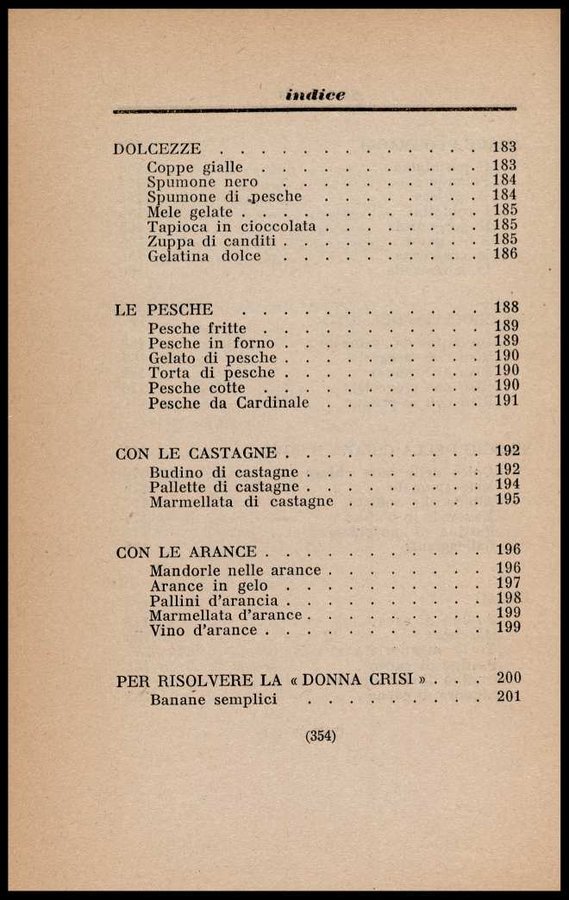 indice
DOLCEZZE . . . . . . . . . . . . . 183
Coppe gialle . . . . . . . . . . . 183
Spumone nero . . . . . . . . . . 184
Spumone di pesche . . . . . . . . 184
Mele gelate . . . . . . . . . . . . 185
Tapioca in cioccolata . . . . . . . . 185
Zuppa di canditi . . . . . . . . . . 185
Gelatina dolce . . . . . . . . . . 186
LE PESCHE . . . . . . . . . . . . 188
Pesche fritte . . . . . . . . . . . 189
Pesche in forno . . . . . . . . . . 189
Gelato di pesche . . . . . . . . . . 190
Torta di pesche . . . . . . . . . . 190
Pesche cotte . . . . . . . . . . . 190
Pesche da Cardinale . . . . . . . . 191
CON LE CASTAGNE . . . . . . . . . . 192
Budino di castagne . . . . . . . . . 192
Pallette di castagne . . . . . . . . . 194
Marmellata di castagne . . . . . . . 195
CON LE ARANCE . . . . . . . . . . . 196
Mandorle nelle arance . . . . . . . . 196
Arance in gelo . . . . . . . . . . 197
Pallini d'arancia . . . . . . . . . . 198
Marmellata d'arance . . . . . . . . . 199
Vino d'arance . . . . . . . . . . . 199
PER RISOLVERE LA « DONNA CRISI » . . . 200
Banane semplici . . . . . . . . . 201
(354)